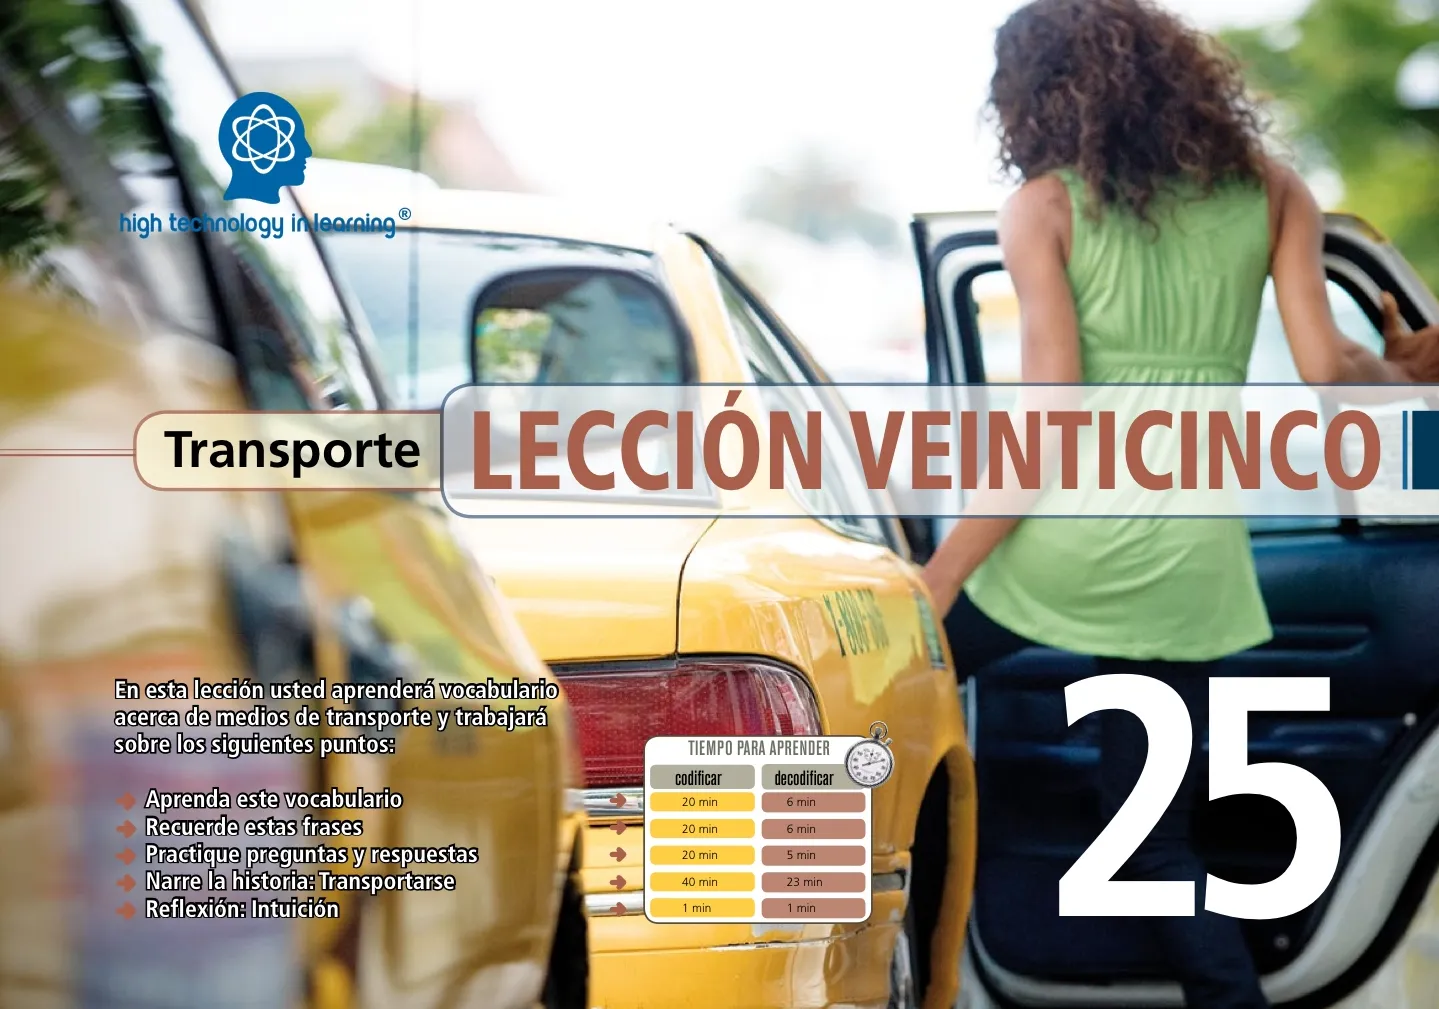 high technology in learning®
Transporte
LECCIÓN VEINTICINCO
En esta lección usted aprenderá vocabulario
acerca de medios de transporte y trabajará
sobre los siguientes puntos:
Aprenda este vocabulario
Recuerde estas frases
Practique preguntas y respuestas
Narre la historia: Transportarse
Reflexión: Intuición
TIEMPO PARA APRENDER
codificar decodificar
20 min 6 min
20 min 6 min
20 min 5 min
40 min 23 min
1 min 1 min
25